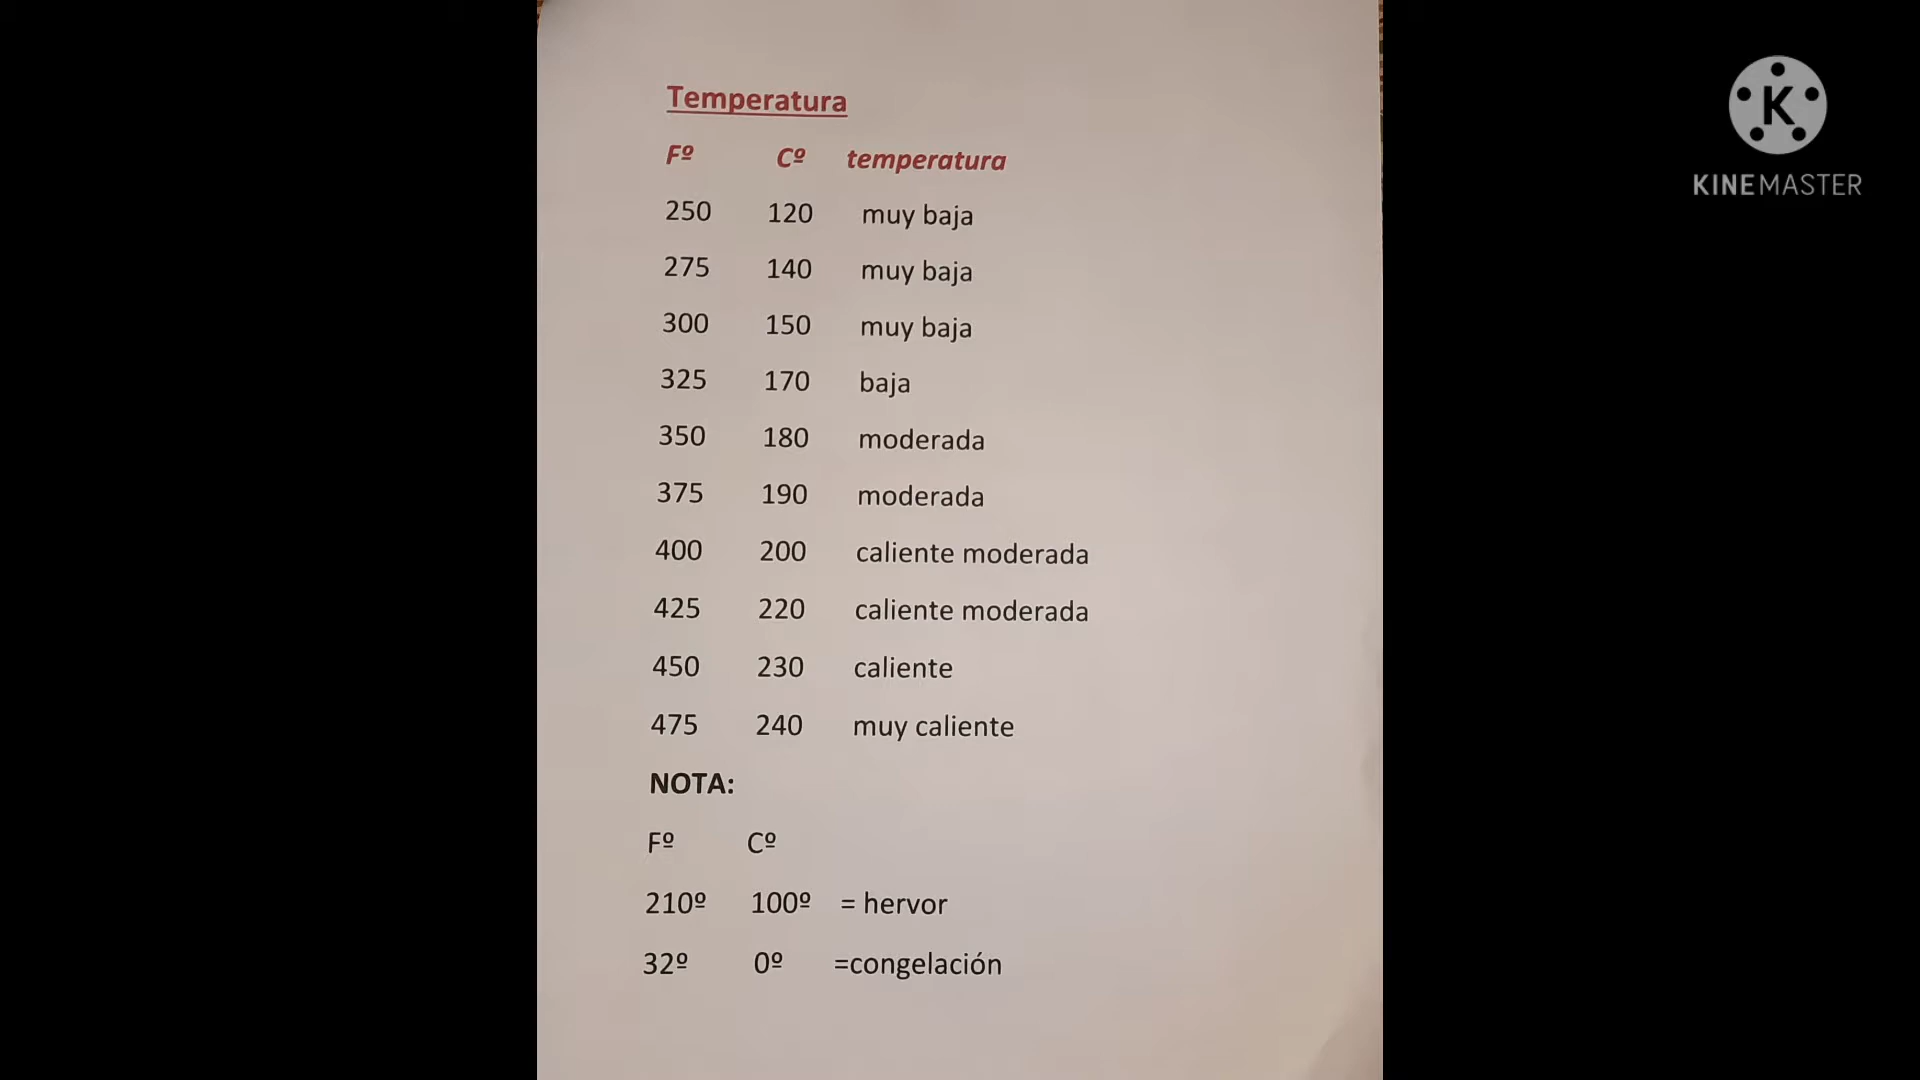 Temperatura
Fº Cº temperatura
250 120 muy baja
275 140 muy baja
300 150 muy baja
325 170 baja
350 180 moderada
375 190 moderada
400 200 caliente moderada
425 220 caliente moderada
450 230 caliente
475 240 muy caliente
NOTA:
Fº Cº
210º 100º = hervor
32º 0º =congelación
K
KINEMASTER